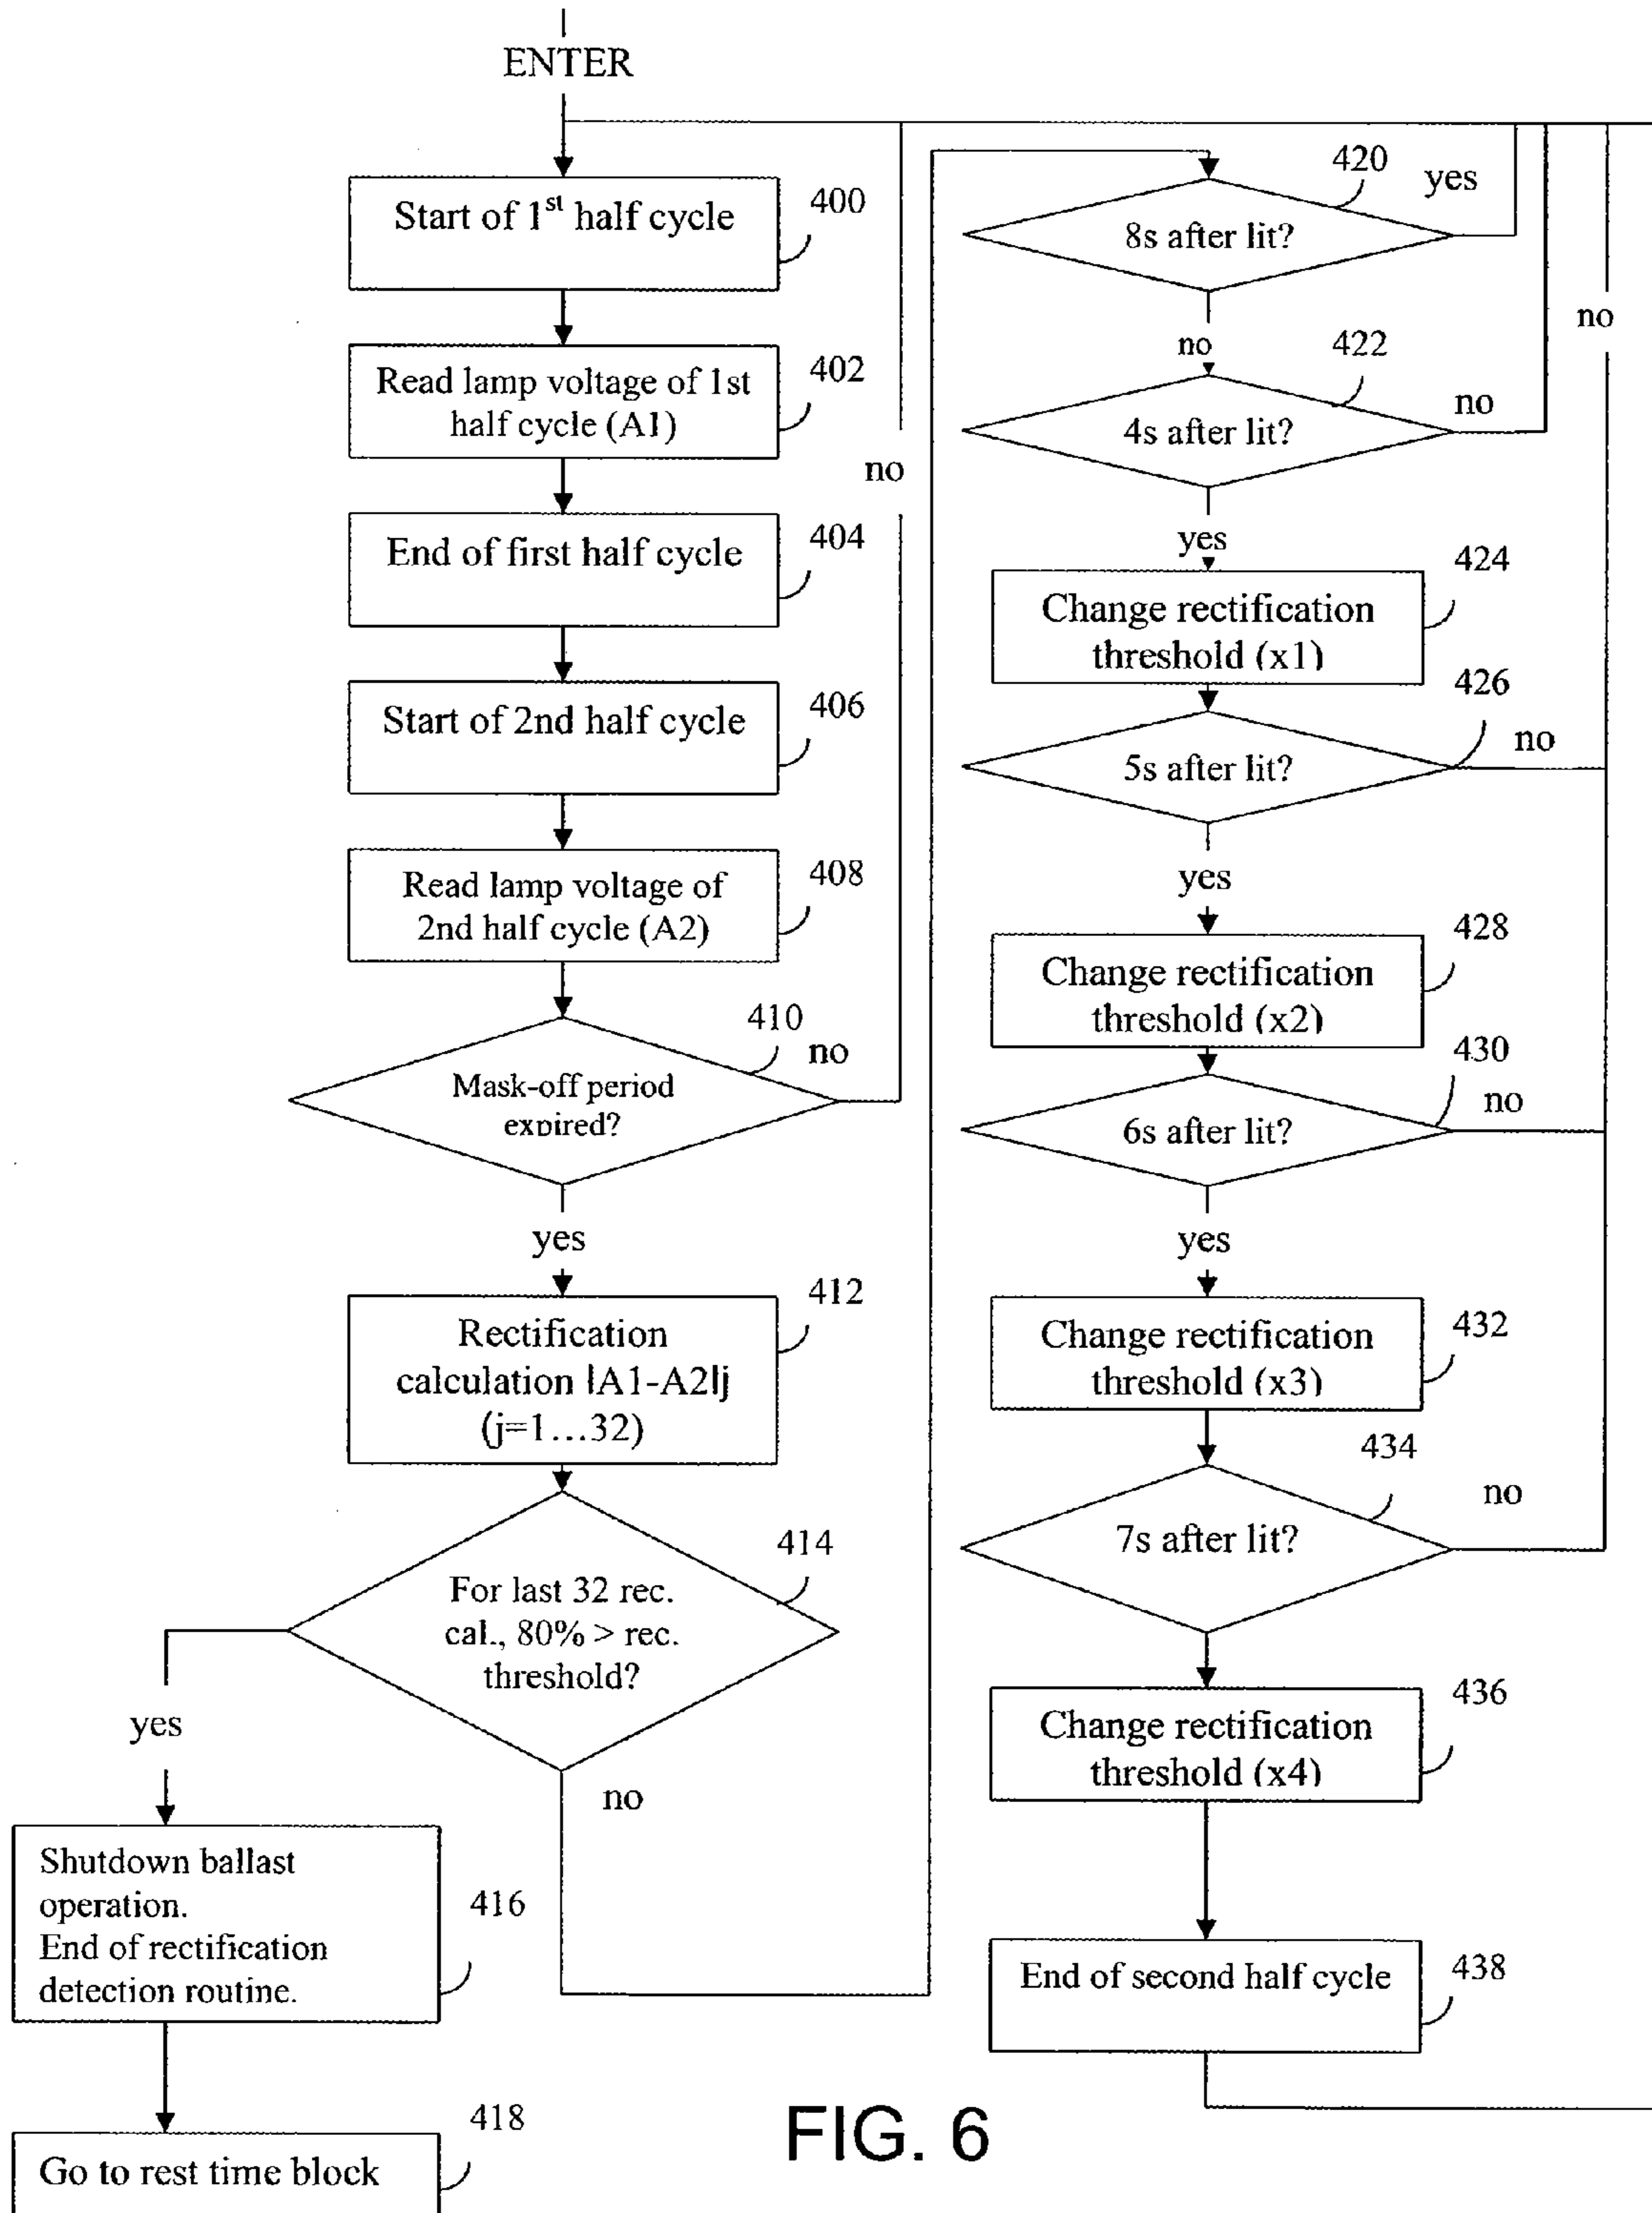 ENTER
Start of 1st half cycle
400
Read lamp voltage of 1st
half cycle (A1)
402
End of first half cycle
404
Start of 2nd half cycle
406
Read lamp voltage of
2nd half cycle (A2)
408
410
no
Mask-off period
expired?
no
yes
412
Rectification
calculation |A1-A2|j
(j=1...32)
414
For last 32 rec.
cal., 80% > rec.
threshold?
yes
no
Shutdown ballast
operation.
End of rectification
detection routine.
416
418
Go to rest time block
420
yes
8s after lit?
no
no
422
no
4s after lit?
yes
424
Change rectification
threshold (x1)
426
no
5s after lit?
yes
428
Change rectification
threshold (x2)
430
no
6s after lit?
yes
432
Change rectification
threshold (x3)
434
no
7s after lit?
436
Change rectification
threshold (x4)
End of second half cycle
438
FIG. 6